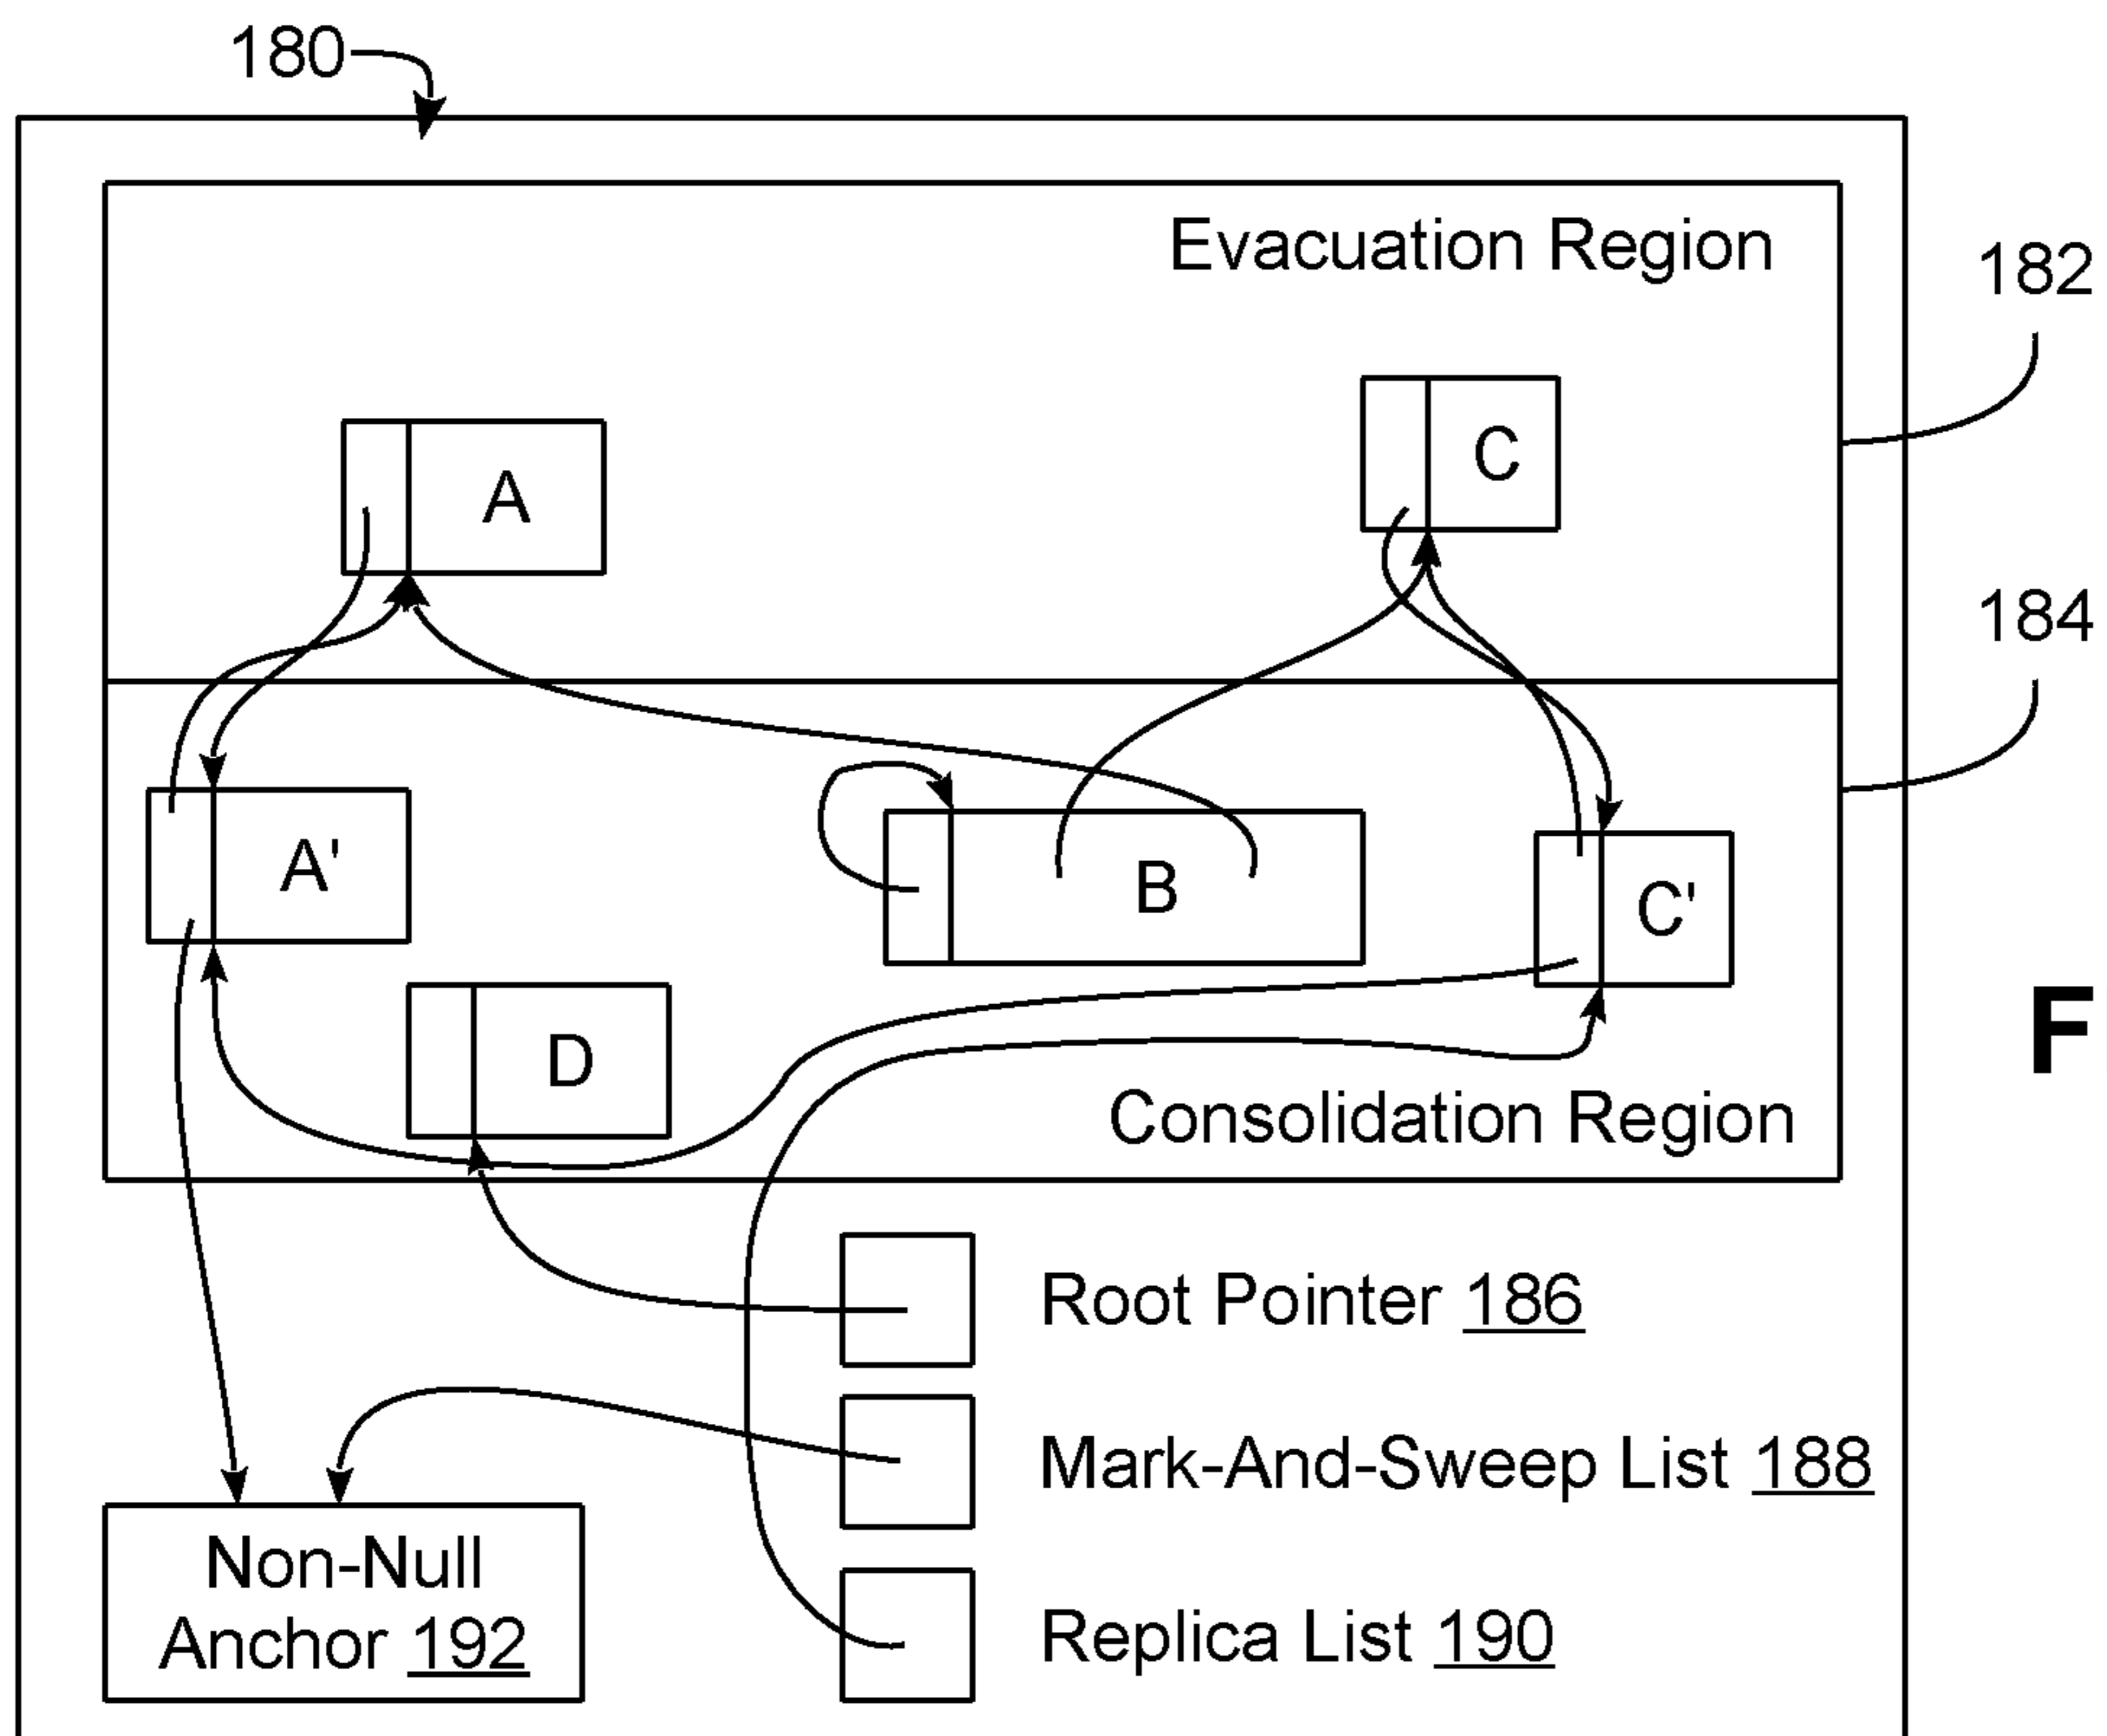 180
Evacuation Region
182
C
A
184
A'
B
C'
D
Consolidation Region
Root Pointer 186
Mark-And-Sweep List 188
Non-Null
Anchor 192
Replica List 190